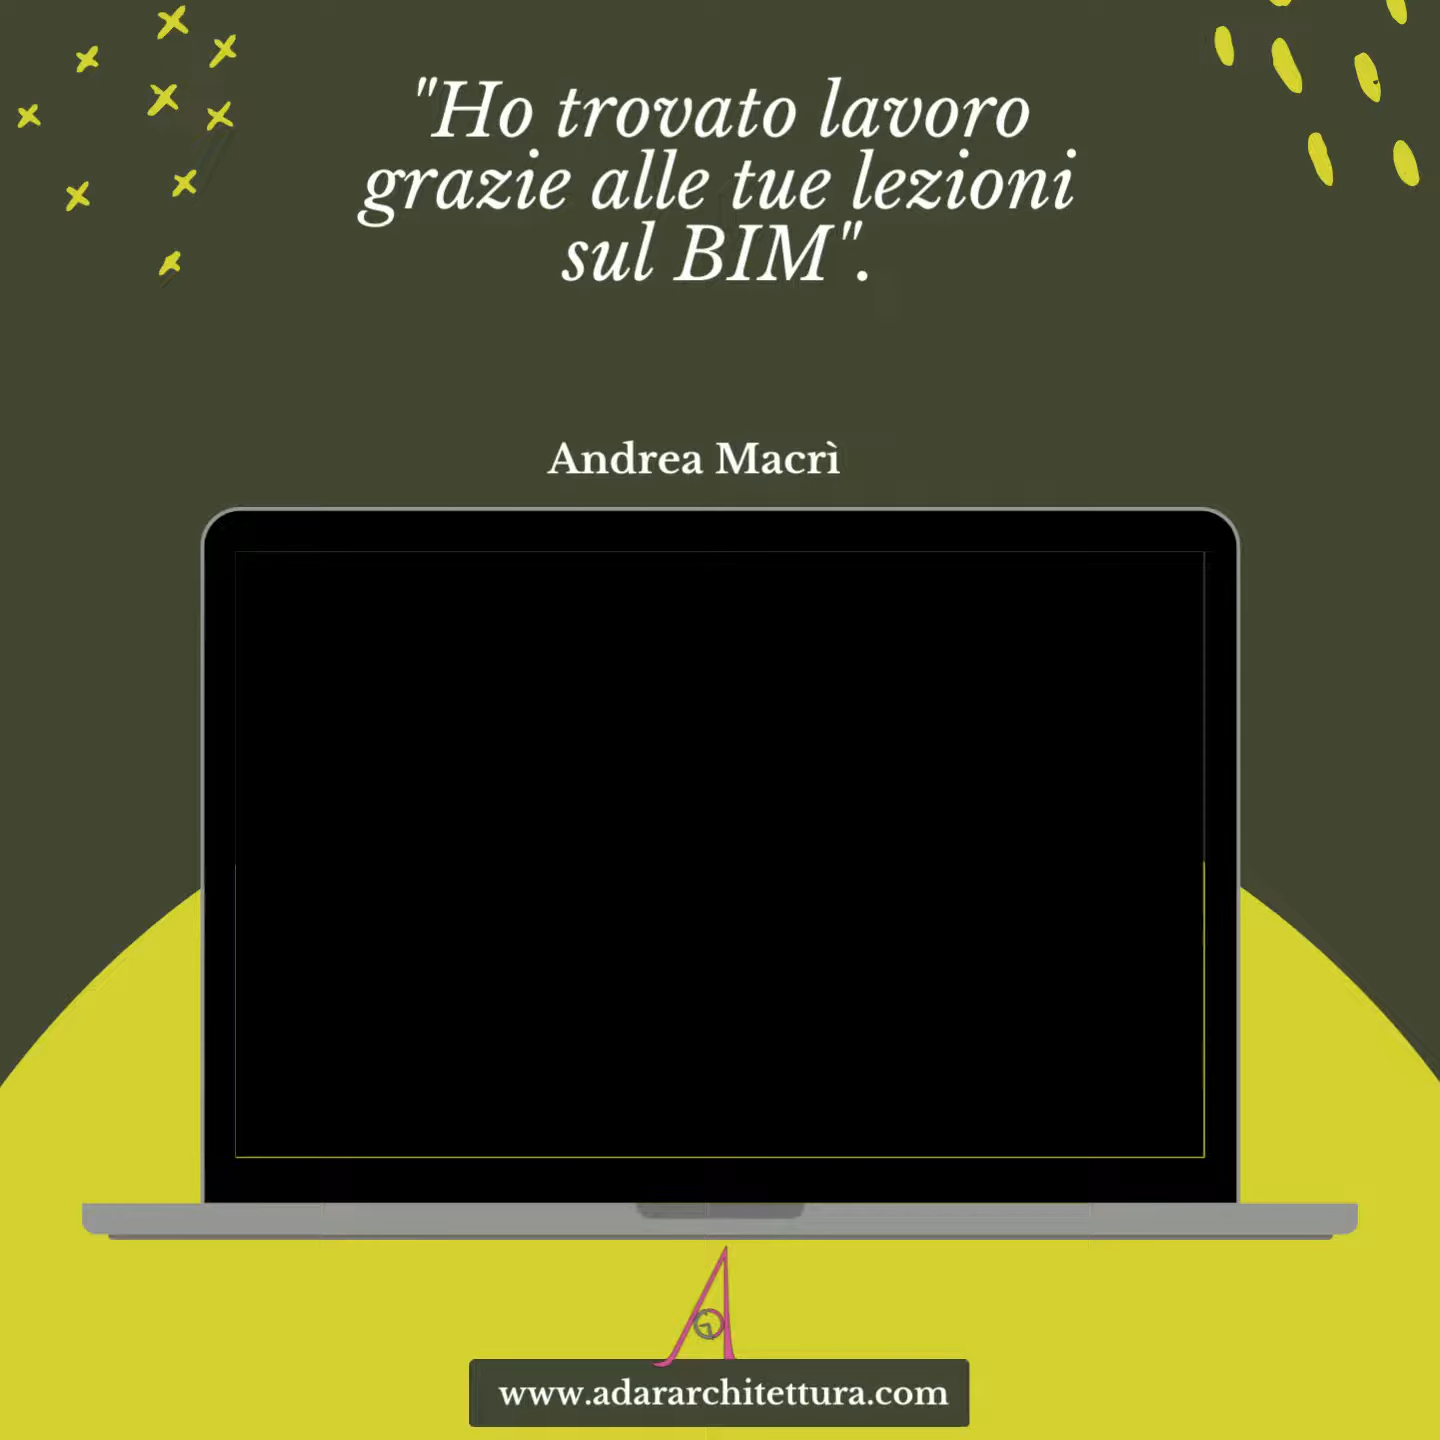 "Ho trovato lavoro
grazie alle tue lezioni
sul BIM".
Andrea Macrì
A
www.adararchitettura.com